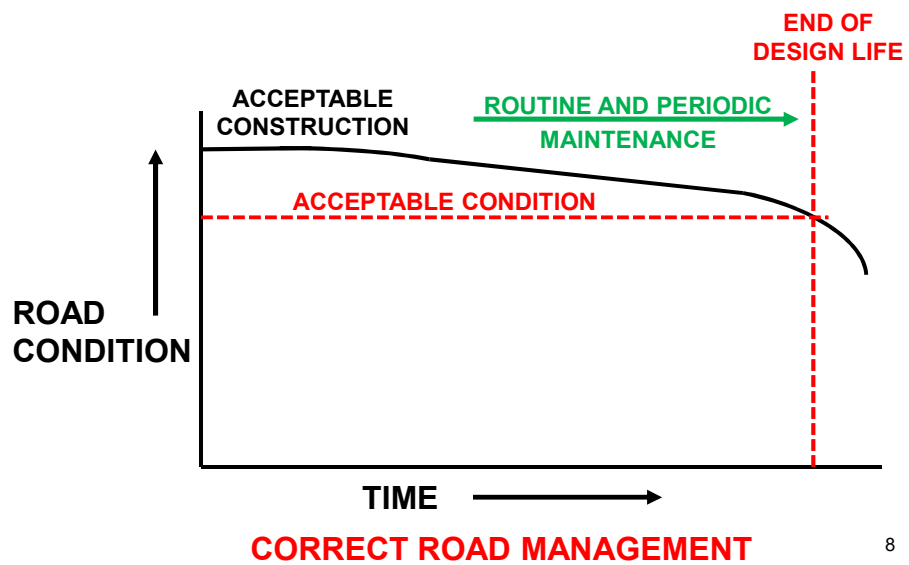 END OF
DESIGN LIFE
ACCEPTABLE
CONSTRUCTION
ROUTINE AND PERIODIC
MAINTENANCE
ACCEPTABLE CONDITION
ROAD
CONDITION
TIME
CORRECT ROAD MANAGEMENT
8